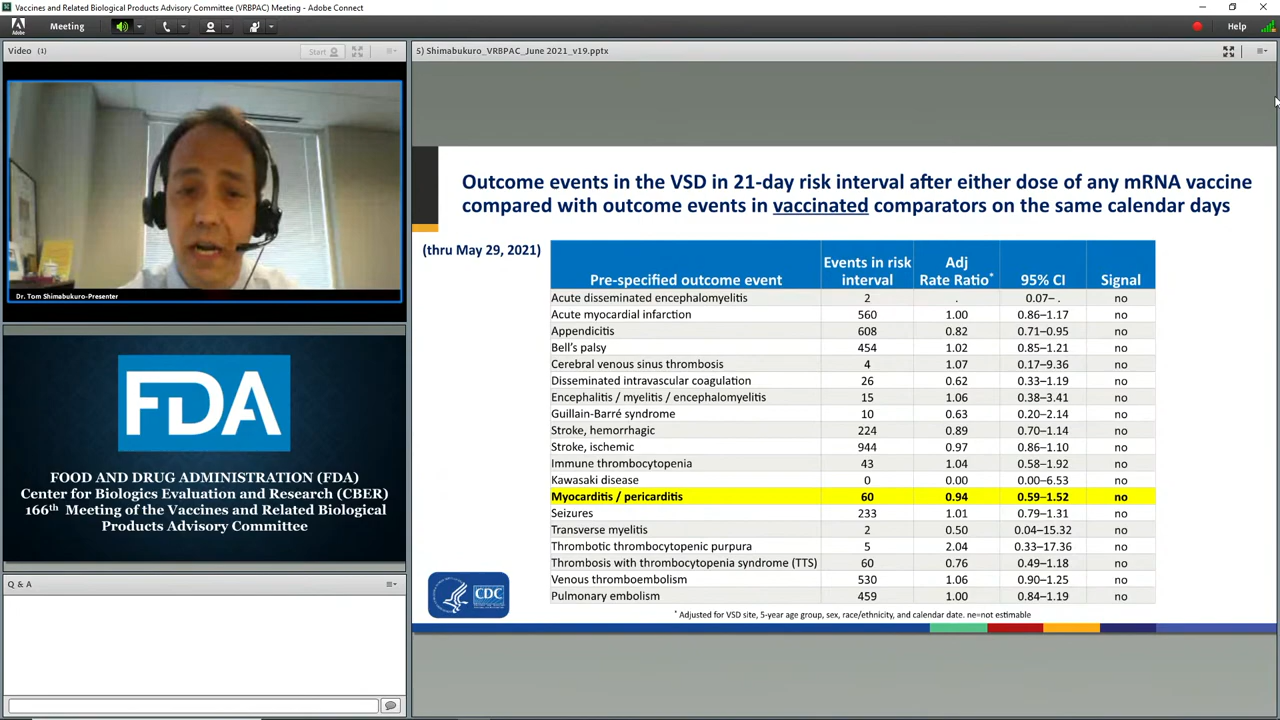 Vaccines and Related Biological Products Advisory Committee (VRBPAC) Meeting - Adobe Connect
Meeting
Help
Video (1)
Start
5) Shimabukuro_VRBPAC_June 2021_v19.pptx
Dr. Tom Shimabukuro-Presenter
FDA
FOOD AND DRUG ADMINISTRATION (FDA)
Center for Biologics Evaluation and Research (CBER)
166th Meeting of the Vaccines and Related Biological
Products Advisory Committee
Q & A
Outcome events in the VSD in 21-day risk interval after either dose of any mRNA vaccine
compared with outcome events in vaccinated comparators on the same calendar days
(thru May 29, 2021)
Pre-specified outcome event Events in risk interval Adj Rate Ratio* 95% CI Signal
Acute disseminated encephalomyelitis 2 . 0.07– . no
Acute myocardial infarction 560 1.00 0.86–1.17 no
Appendicitis 608 0.82 0.71–0.95 no
Bell's palsy 454 1.02 0.85–1.21 no
Cerebral venous sinus thrombosis 4 1.07 0.17–9.36 no
Disseminated intravascular coagulation 26 0.62 0.33–1.19 no
Encephalitis / myelitis / encephalomyelitis 15 1.06 0.38–3.41 no
Guillain-Barré syndrome 10 0.63 0.20–2.14 no
Stroke, hemorrhagic 224 0.89 0.70–1.14 no
Stroke, ischemic 944 0.97 0.86–1.10 no
Immune thrombocytopenia 43 1.04 0.58–1.92 no
Kawasaki disease 0 0.00 0.00–6.53 no
Myocarditis / pericarditis 60 0.94 0.59–1.52 no
Seizures 233 1.01 0.79–1.31 no
Transverse myelitis 2 0.50 0.04–15.32 no
Thrombotic thrombocytopenic purpura 5 2.04 0.33–17.36 no
Thrombosis with thrombocytopenia syndrome (TTS) 60 0.76 0.49–1.18 no
Venous thromboembolism 530 1.06 0.90–1.25 no
Pulmonary embolism 459 1.00 0.84–1.19 no
CDC
* Adjusted for VSD site, 5-year age group, sex, race/ethnicity, and calendar date. ne=not estimable